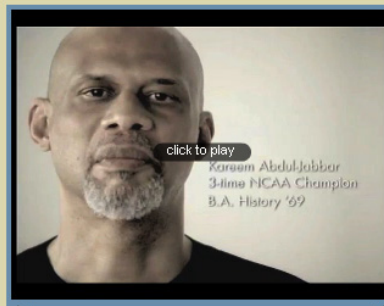 click to play
Kareem Abdul-Jabbar
3-time NCAA Champion
B.A. History '69